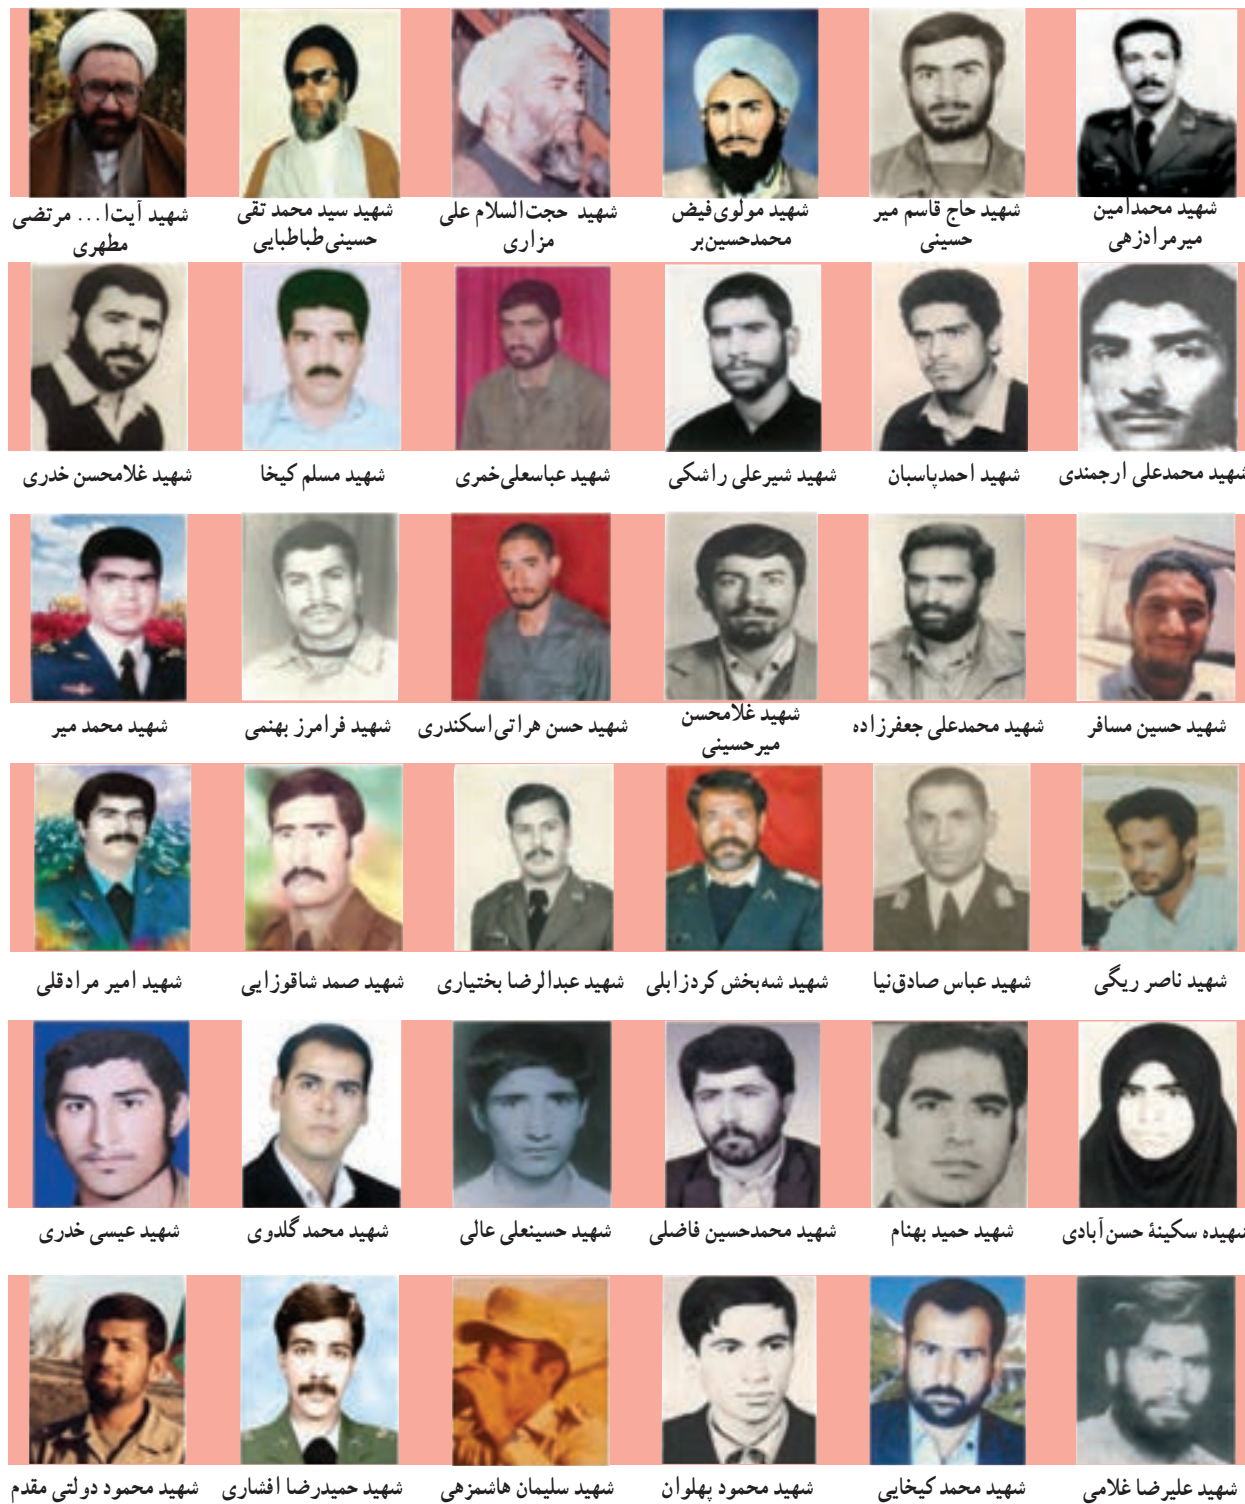 شهید محمدامین
میرمرادزهی
شهید حاج قاسم میر
حسینی
شهید مولوی‌فیض
محمدحسین‌بر
شهید حجت‌السلام علی
مزاری
شهید سید محمد تقی
حسینی‌طباطبایی
شهید آیت‌ا... مرتضی
مطهری
شهید محمدعلی ارجمندی
شهید احمدپاسبان
شهید شیرعلی راشکی
شهید عباسعلی‌خمری
شهید مسلم کیخا
شهید غلامحسن خدری
شهید حسین مسافر
شهید محمدعلی جعفرزاده
شهید غلامحسن
میرحسینی
شهید حسن هراتی‌اسکندری
شهید فرامرز بهنمی
شهید محمد میر
شهید ناصر ریگی
شهید عباس صادق‌نیا
شهید شه‌بخش کردزابلی
شهید عبدالرضا بختیاری
شهید صمد شاقوزایی
شهید امیر مرادقلی
شهیده سکینهٔ حسن‌آبادی
شهید حمید بهنام
شهید محمدحسین فاضلی
شهید حسینعلی عالی
شهید محمد گلدوی
شهید عیسی خدری
شهید علیرضا غلامی
شهید محمد کیخایی
شهید محمود پهلوان
شهید سلیمان هاشمزهی
شهید حمیدرضا افشاری
شهید محمود دولتی مقدم